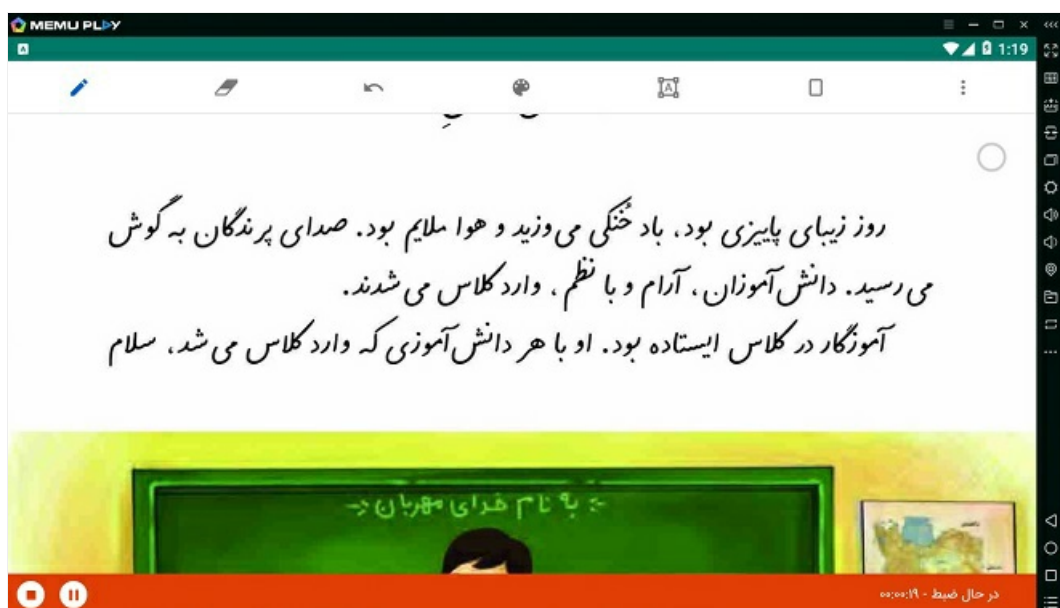 MEMU PLAY
1:19
روز زیبای پاییزی بود، باد خُنکی می‌وزید و هوا ملایم بود. صدای پرندگان به گوش
می‌رسید. دانش‌آموزان، آرام و با نظم، وارد کلاس می‌شدند.
آموزگار در کلاس ایستاده بود. او با هر دانش‌آموزی که وارد کلاس می‌شد، سلام
به نام خدای مهربان
در حال ضبط - ۰۰:۰۰:۱۹